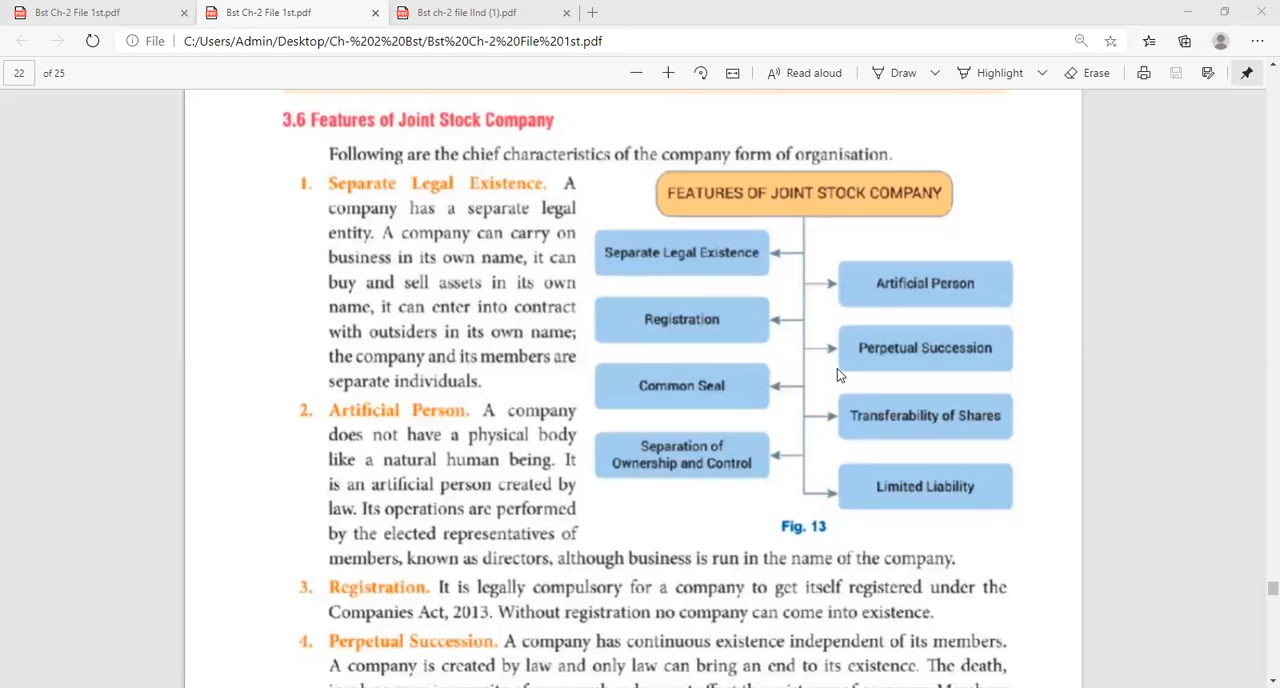 Bst Ch-2 File 1st.pdf
Bst Ch-2 File 1st.pdf
Bst ch-2 file IInd (1).pdf
File
C:/Users/Admin/Desktop/Ch-%202%20Bst/Bst%20Ch-2%20File%201st.pdf
22 of 25
Read aloud
Draw
Highlight
Erase
3.6 Features of Joint Stock Company
Following are the chief characteristics of the company form of organisation.
1. Separate Legal Existence. A
company has a separate legal
entity. A company can carry on
business in its own name, it can
buy and sell assets in its own
name, it can enter into contract
with outsiders in its own name;
the company and its members are
separate individuals.
2. Artificial Person. A company
does not have a physical body
like a natural human being. It
is an artificial person created by
law. Its operations are performed
by the elected representatives of
members, known as directors, although business is run in the name of the company.
FEATURES OF JOINT STOCK COMPANY
Separate Legal Existence
Artificial Person
Registration
Perpetual Succession
Common Seal
Transferability of Shares
Separation of
Ownership and Control
Limited Liability
Fig. 13
3. Registration. It is legally compulsory for a company to get itself registered under the
Companies Act, 2013. Without registration no company can come into existence.
4. Perpetual Succession. A company has continuous existence independent of its members.
A company is created by law and only law can bring an end to its existence. The death,